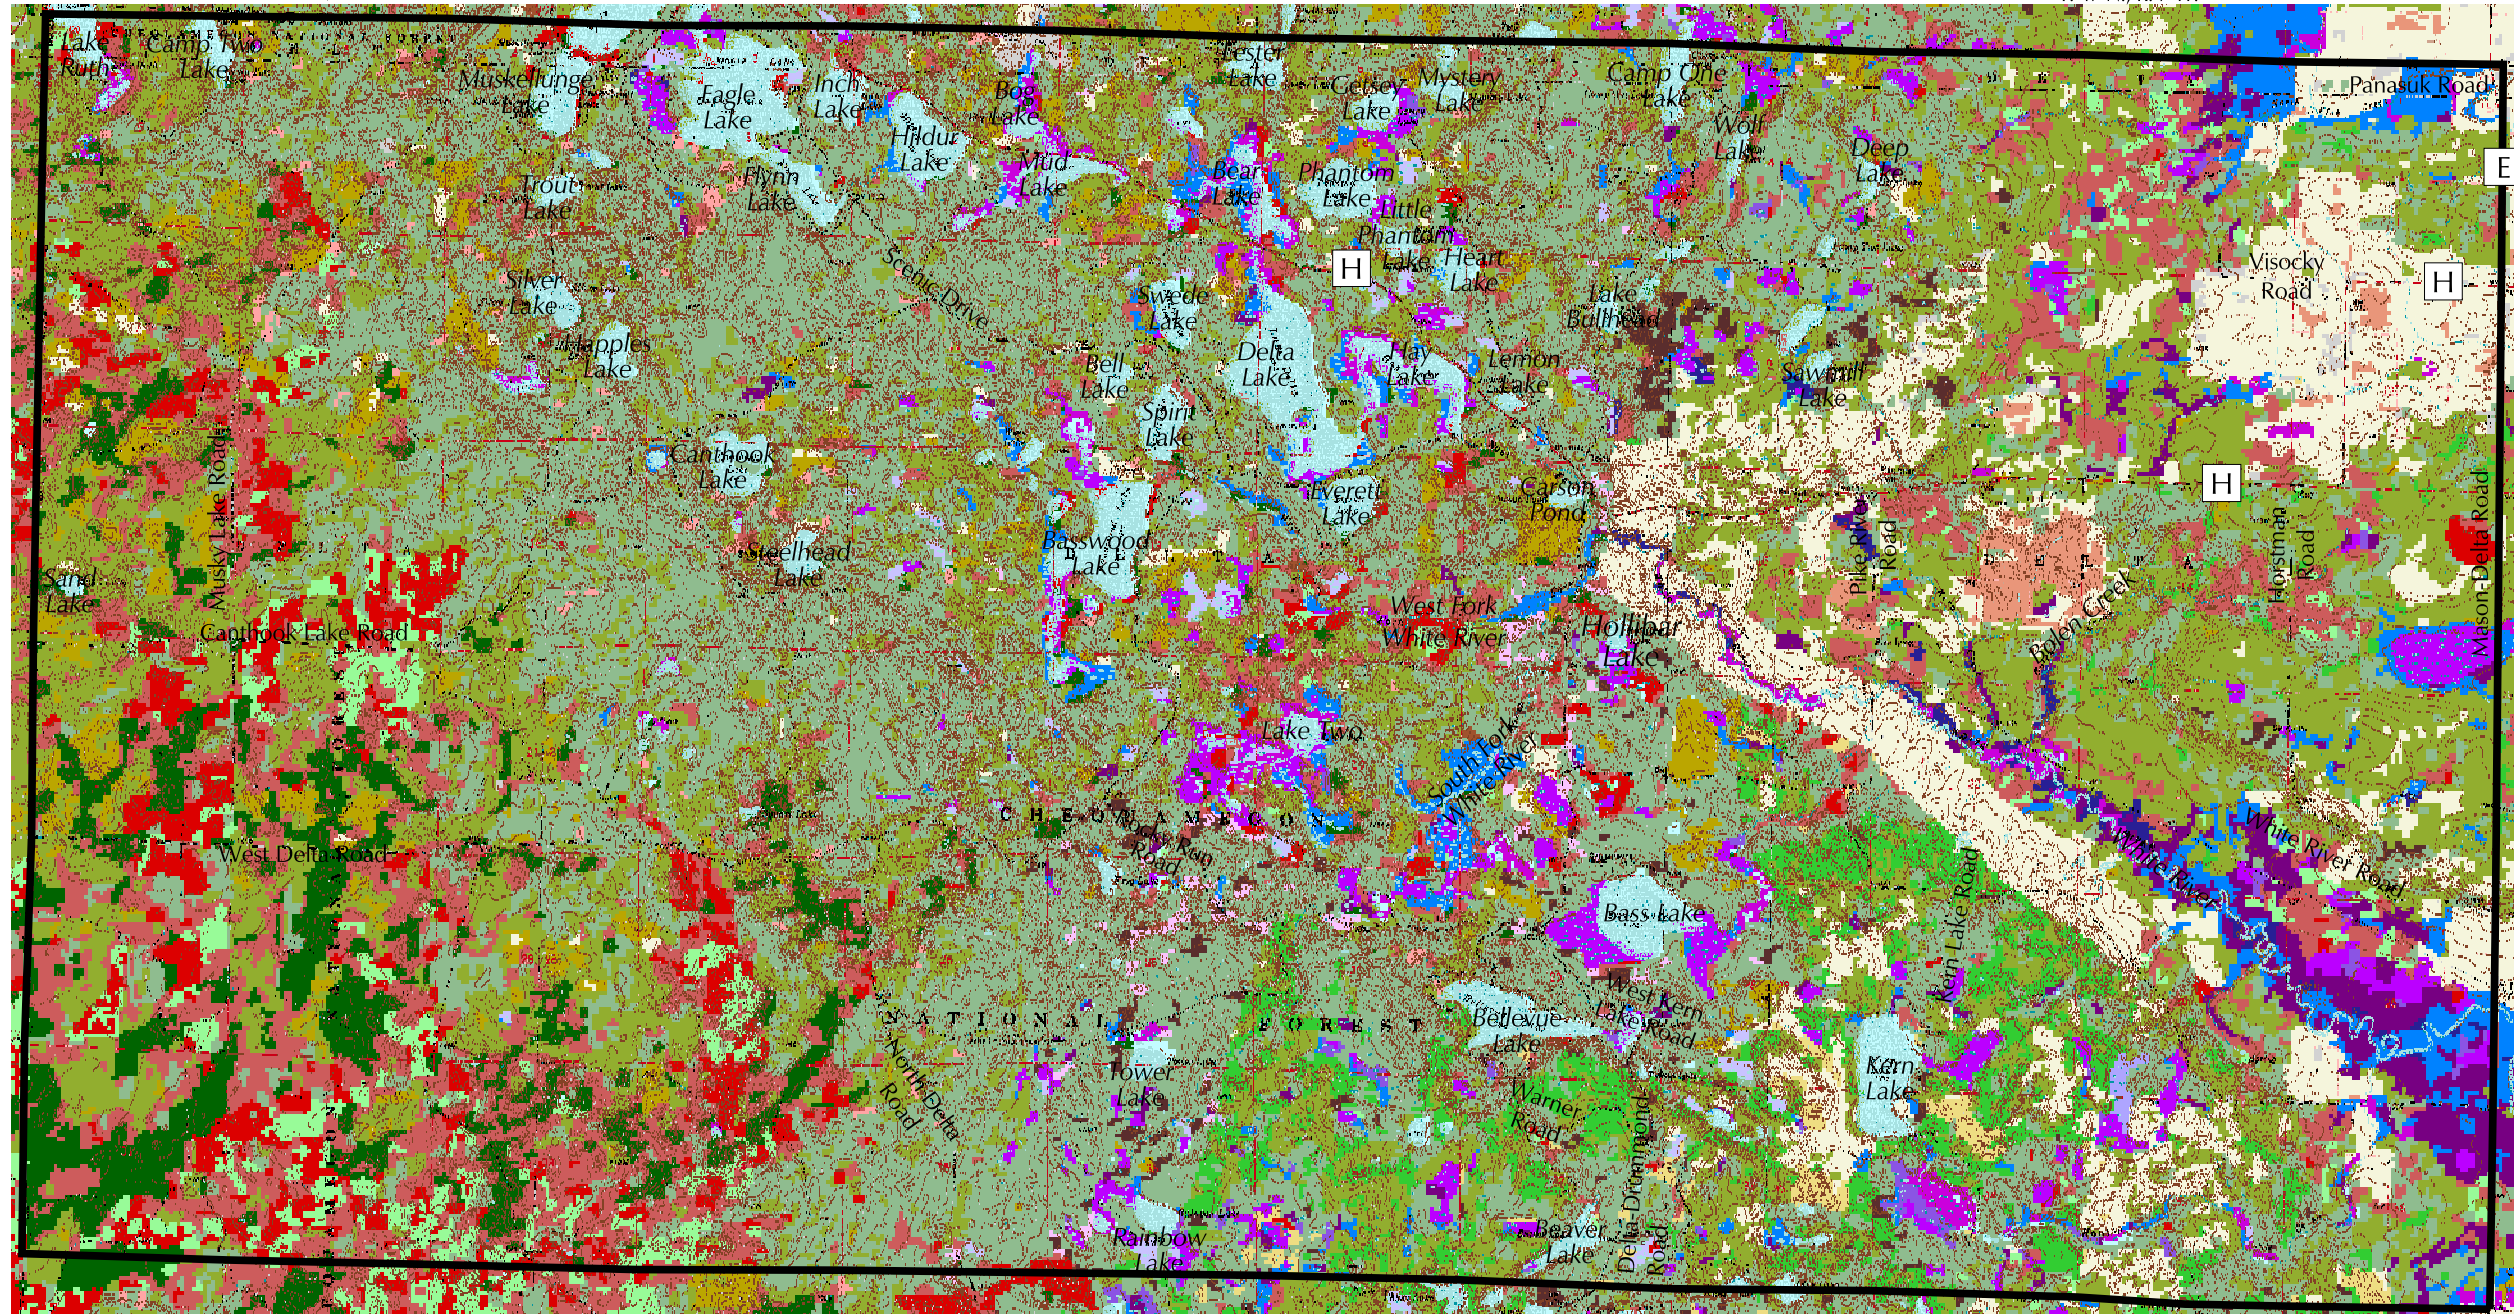 Lake
Ruth
Camp Two
Lake
Muskellunge
Lake
Eagle
Lake
Inch
Lake
Hildur
Lake
Bog
Lake
Mud
Lake
Lester
Lake
Getsey
Lake
Mystery
Lake
Camp One
Lake
Wolf
Lake
Deep
Lake
Panasuk Road
E
Trout
Lake
Flynn
Lake
Bear
Lake
Phantom
Lake
Little
Phantom
Lake
Heart
Lake
H
Scenic Drive
Silver
Lake
Happles
Lake
Swede
Lake
Delta
Lake
Hay
Lake
Lemon
Lake
Lake
Bullhead
Sawmill
Lake
Visocky
Road
H
Bell
Lake
Spirit
Lake
Musky Lake Road
Canthook
Lake
Everett
Lake
Carson
Pond
H
Steelhead
Lake
Basswood
Lake
D E L T A
Pike River
Road
D E L T A
Horstman
Road
Mason-Delta Road
Sand
Lake
Canthook Lake Road
West Fork
White River
Hollibar
Lake
Bolen Creek
Lake Two
South Fork
White River
C H E Q U A M E G O N
Rocky Run
Road
West Delta Road
White River
White River Road
Bass Lake
Kern Lake Road
West Kern
Lake Road
N A T I O N A L
F O R E S T
Bellevue
Lake
North Delta
Road
Tower
Lake
Warner
Road
Kern
Lake
Delta Drummond
Road
Rainbow
Lake
Beaver
Lake